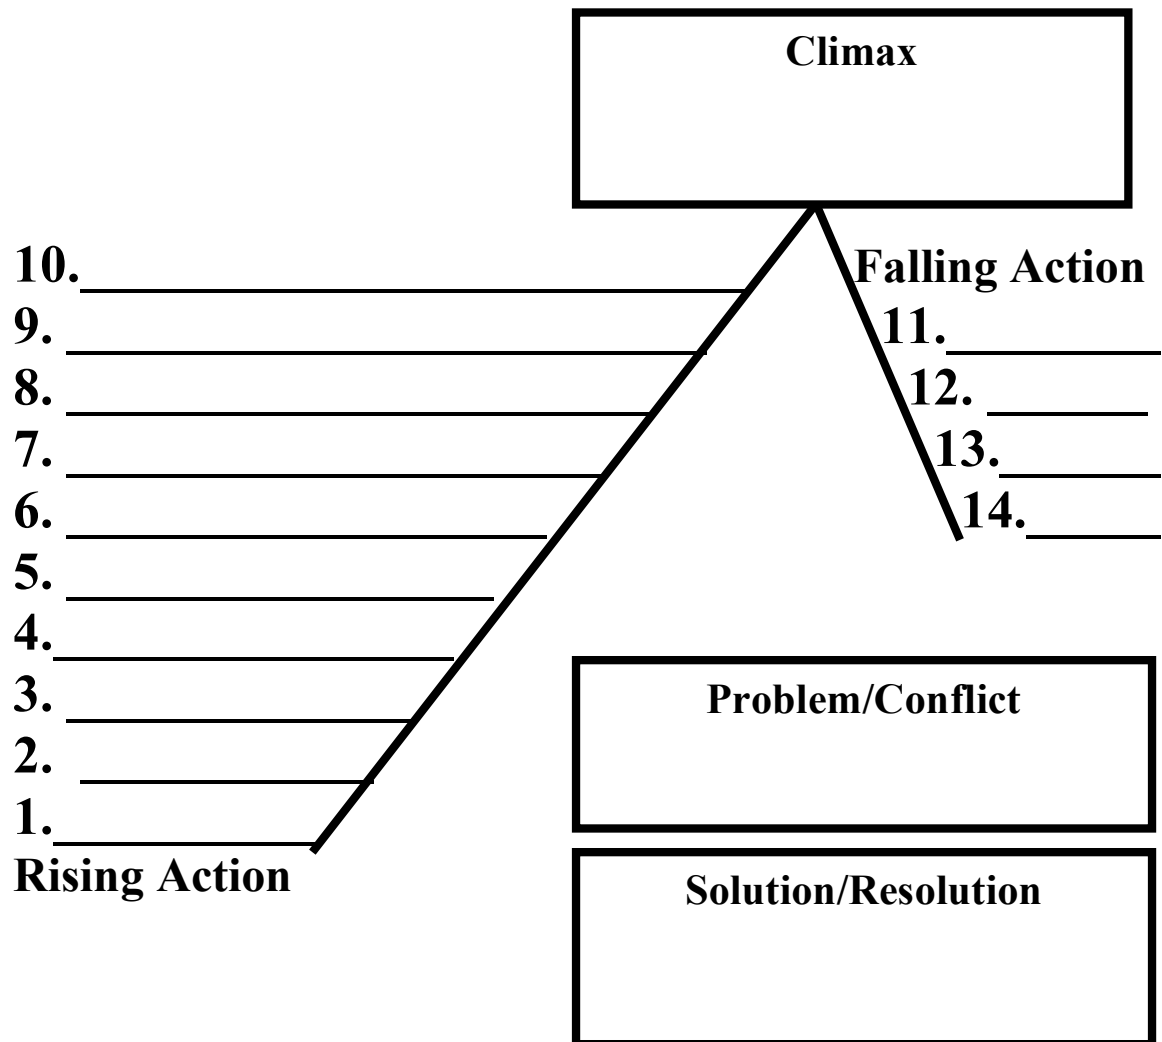 Climax
10.
9.
8.
7.
6.
5.
4.
3.
2.
1.
Rising Action
Falling Action
11.
12.
13.
14.
Problem/Conflict
Solution/Resolution